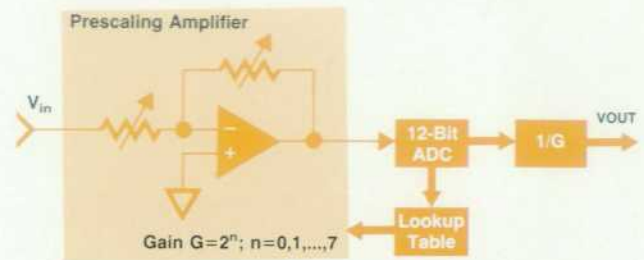 Prescaling Amplifier
V_in
−
+
12-Bit
ADC
1/G
VOUT
Lookup
Table
Gain G=2^n; n=0,1,...,7